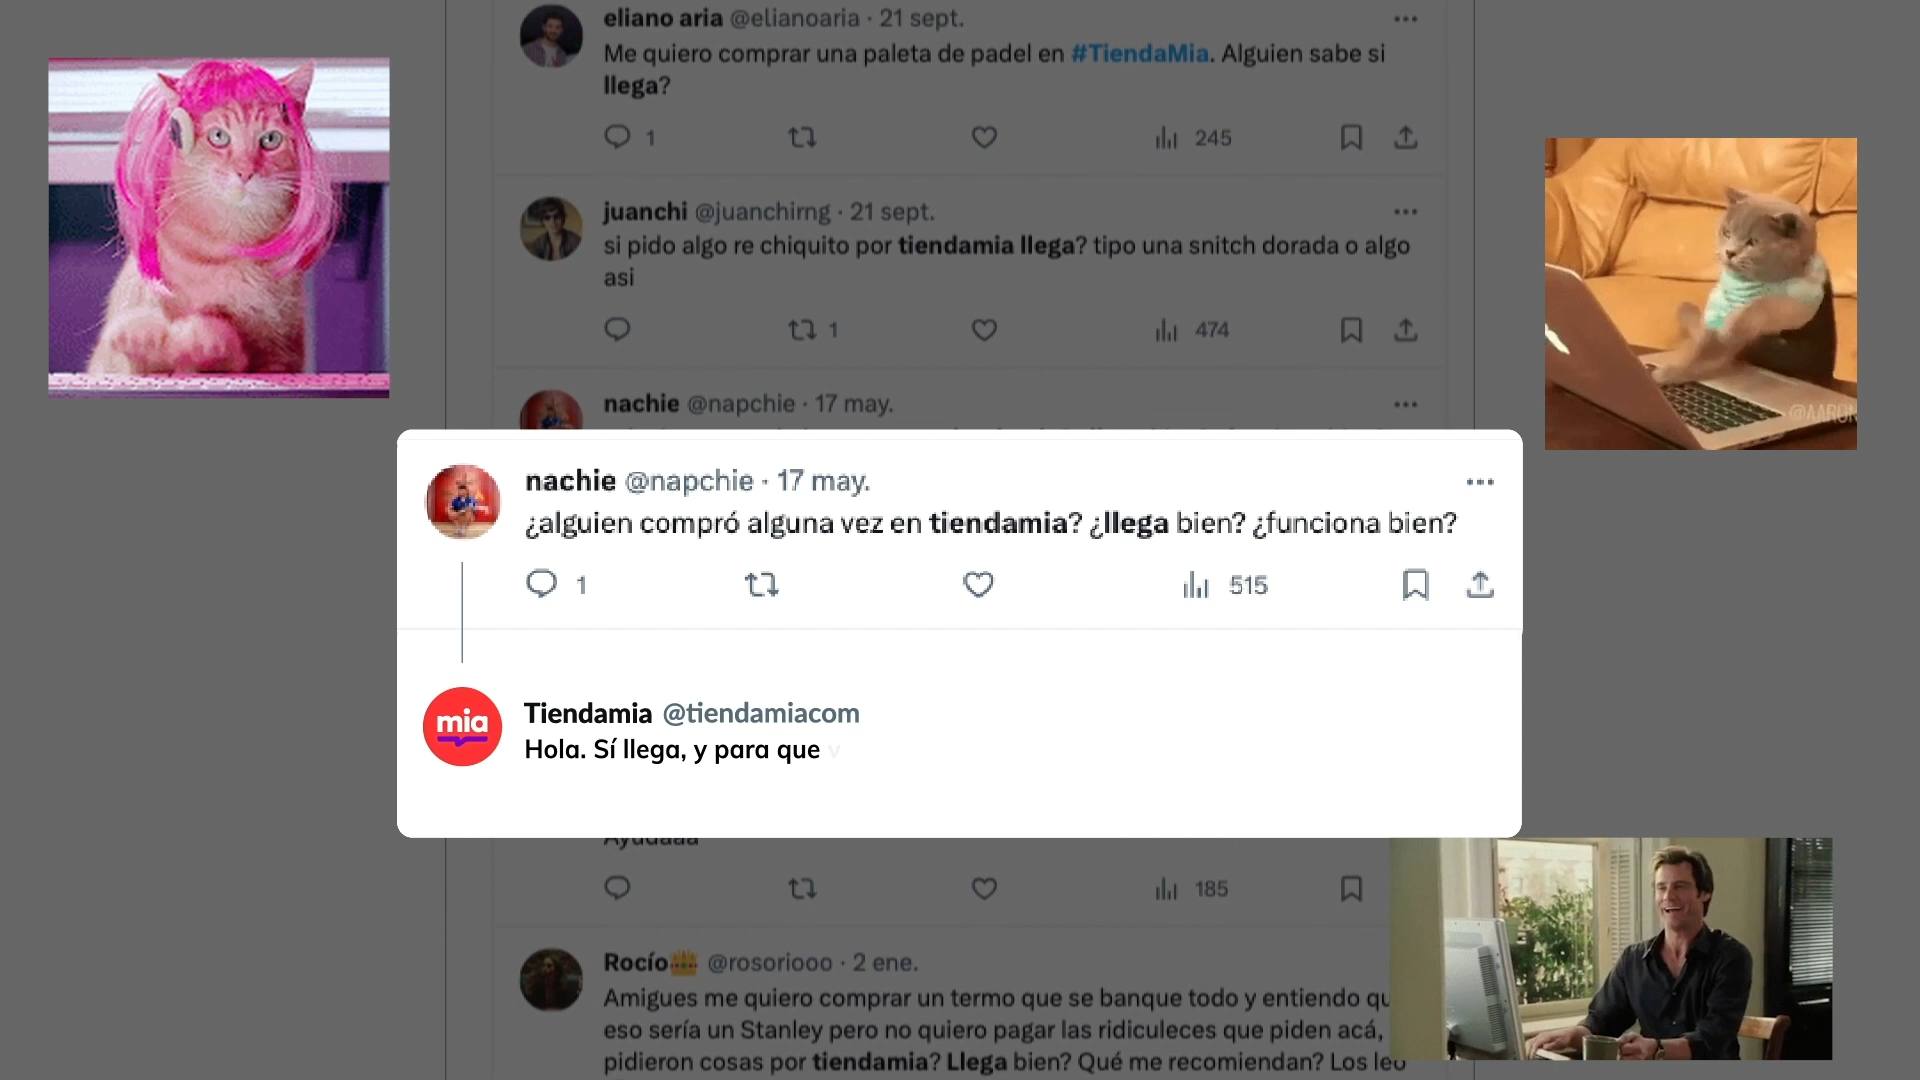 eliano aria @elianoaria · 21 sept.
Me quiero comprar una paleta de padel en #TiendaMia. Alguien sabe si
llega?
1
245
juanchi @juanchirng · 21 sept.
si pido algo re chiquito por tiendamia llega? tipo una snitch dorada o algo
asi
1
474
nachie @napchie · 17 may.
nachie @napchie · 17 may.
¿alguien compró alguna vez en tiendamia? ¿llega bien? ¿funciona bien?
1
515
mia
Tiendamia @tiendamiacom
Hola. Sí llega, y para que v
Ayudaaa
185
Rocío @rosoriooo · 2 ene.
Amigues me quiero comprar un termo que se banque todo y entiendo qu
eso sería un Stanley pero no quiero pagar las ridiculeces que piden acá,
pidieron cosas por tiendamia? Llega bien? Qué me recomiendan? Los leo
@AARON